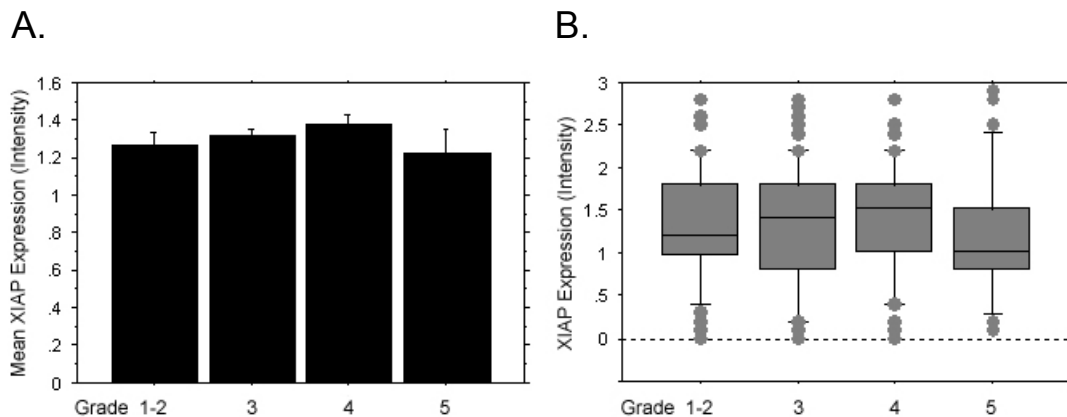 A.
Mean XIAP Expression (Intensity)
1.6
1.4
1.2
1
.8
.6
.4
.2
0
Grade 1-2 3 4 5
B.
XIAP Expression (Intensity)
3
2.5
2
1.5
1
.5
0
Grade 1-2 3 4 5